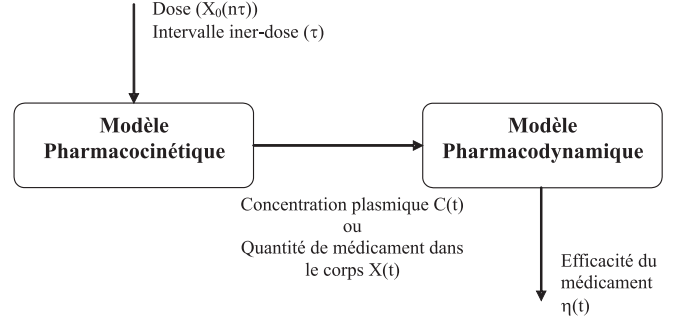 Dose (X₀(nτ))
Intervalle iner-dose (τ)
Modèle
Pharmacocinétique
Modèle
Pharmacodynamique
Concentration plasmique C(t)
ou
Quantité de médicament dans
le corps X(t)
Efficacité du
médicament
η(t)